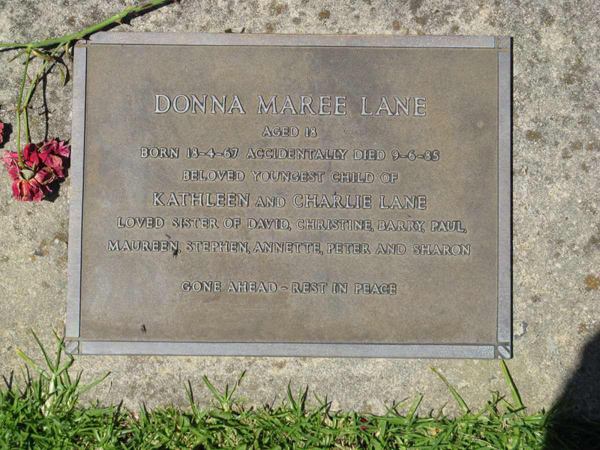 DONNA MAREE LANE
AGED 18
BORN 18-4-67 ACCIDENTALLY DIED 9-6-85
BELOVED YOUNGEST CHILD OF
KATHLEEN AND CHARLIE LANE
LOVED SISTER OF DAVID, CHRISTINE, BARRY, PAUL,
MAUREEN, STEPHEN, ANNETTE, PETER AND SHARON
GONE AHEAD - REST IN PEACE